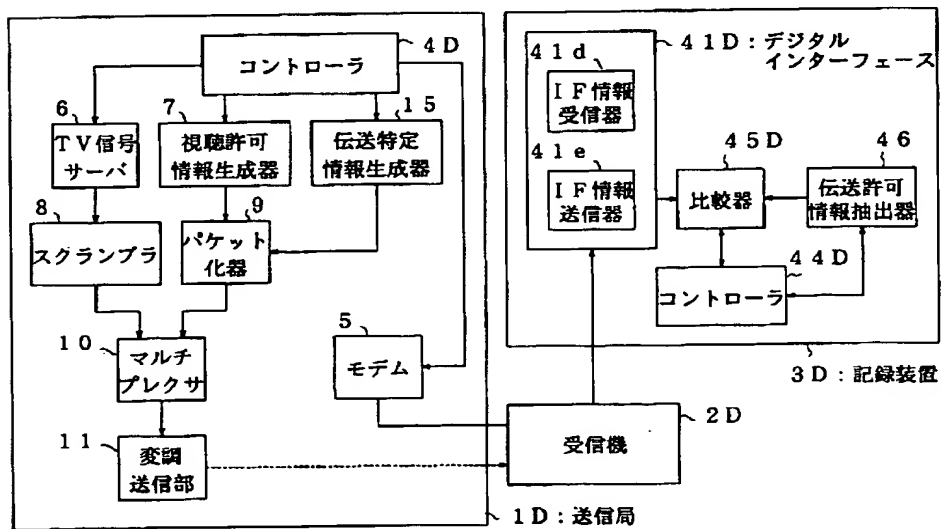 4D
コントローラ
6
TV信号
サーバ
7
視聴許可
情報生成器
15
伝送特定
情報生成器
8
スクランブラ
9
パケット
化器
10
マルチ
プレクサ
5
モデム
11
変調
送信部
1D:送信局
2D
受信機
41D:デジタル
インターフェース
41d
IF情報
受信器
41e
IF情報
送信器
45D
比較器
46
伝送許可
情報抽出器
44D
コントローラ
3D:記録装置